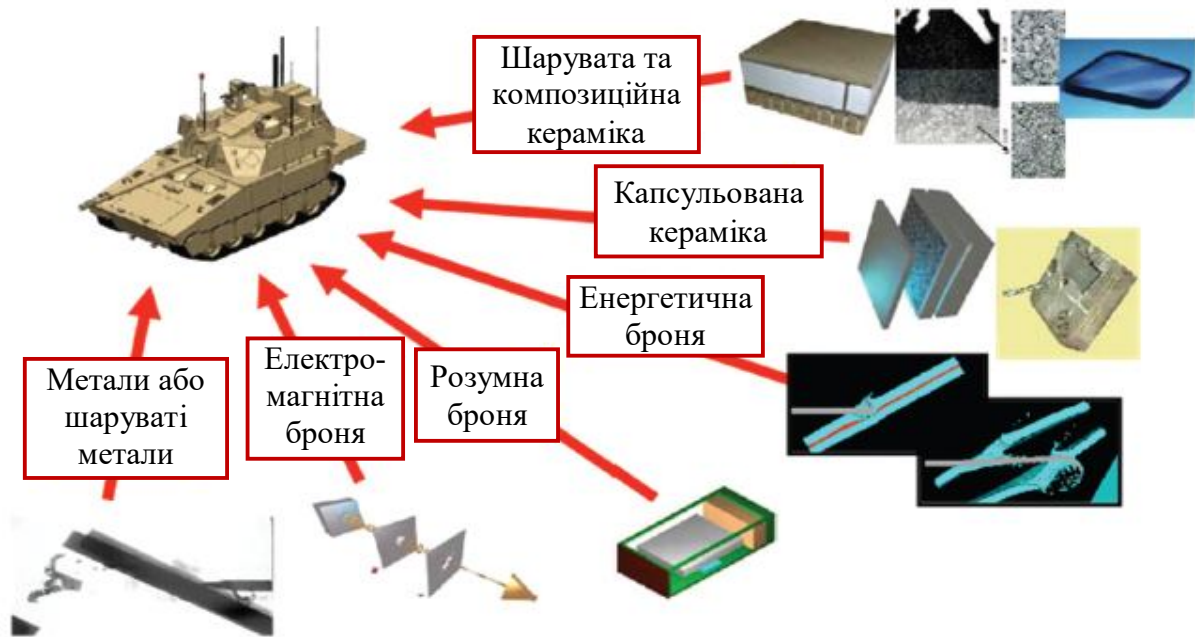 Шарувата та
композиційна
кераміка
Капсульована
кераміка
Енергетична
броня
Метали або
шаруваті
метали
Електро-
магнітна
броня
Розумна
броня